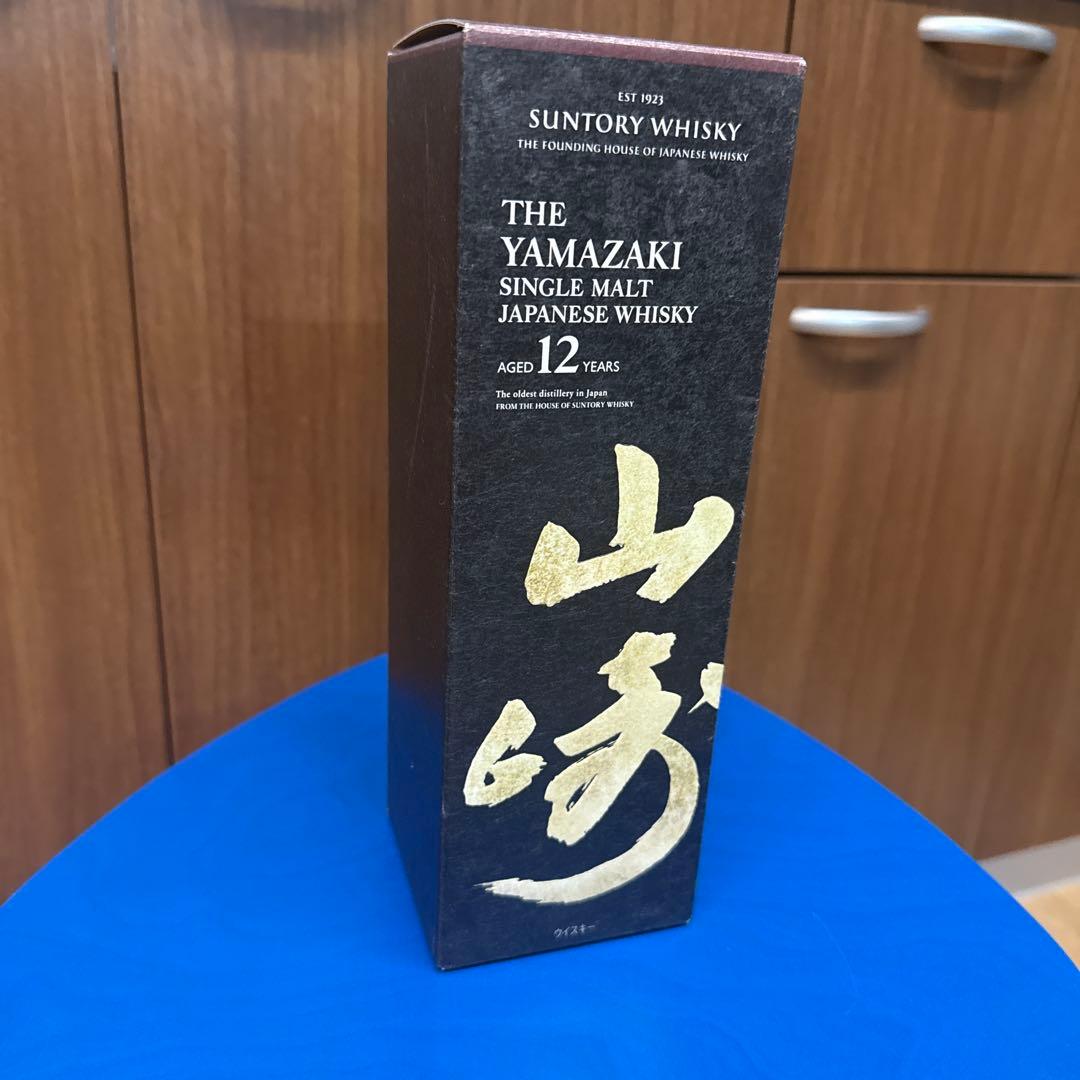 EST 1923
SUNTORY WHISKY
THE FOUNDING HOUSE OF JAPANESE WHISKY
THE
YAMAZAKI
SINGLE MALT
JAPANESE WHISKY
AGED 12 YEARS
The oldest distillery in Japan
FROM THE HOUSE OF SUNTORY WHISKY
山
崎
ウイスキー